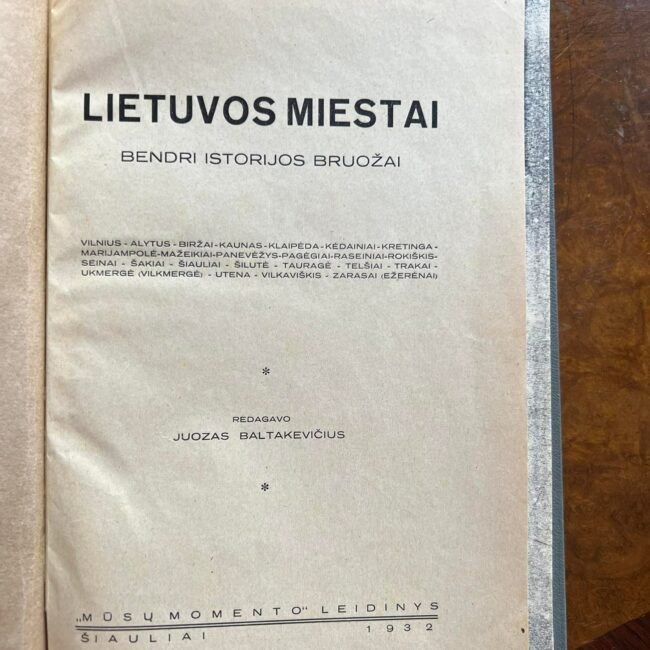 LIETUVOS MIESTAI
BENDRI ISTORIJOS BRUOŽAI
VILNIUS - ALYTUS - BIRŽAI - KAUNAS - KLAIPĖDA - KĖDAINIAI - KRETINGA -
MARIJAMPOLĖ - MAŽEIKIAI - PANEVĖŽYS - PAGĖGIAI - RASEINIAI - ROKIŠKIS -
SEINAI - ŠAKIAI - ŠIAULIAI - ŠILUTĖ - TAURAGĖ - TELŠIAI - TRAKAI -
UKMERGĖ (VILKMERGĖ) - UTENA - VILKAVIŠKIS - ZARASAI (EŽERĖNAI)
*
REDAGAVO
JUOZAS BALTAKEVIČIUS
*
„MŪSŲ MOMENTO" LEIDINYS
ŠIAULIAI 1932